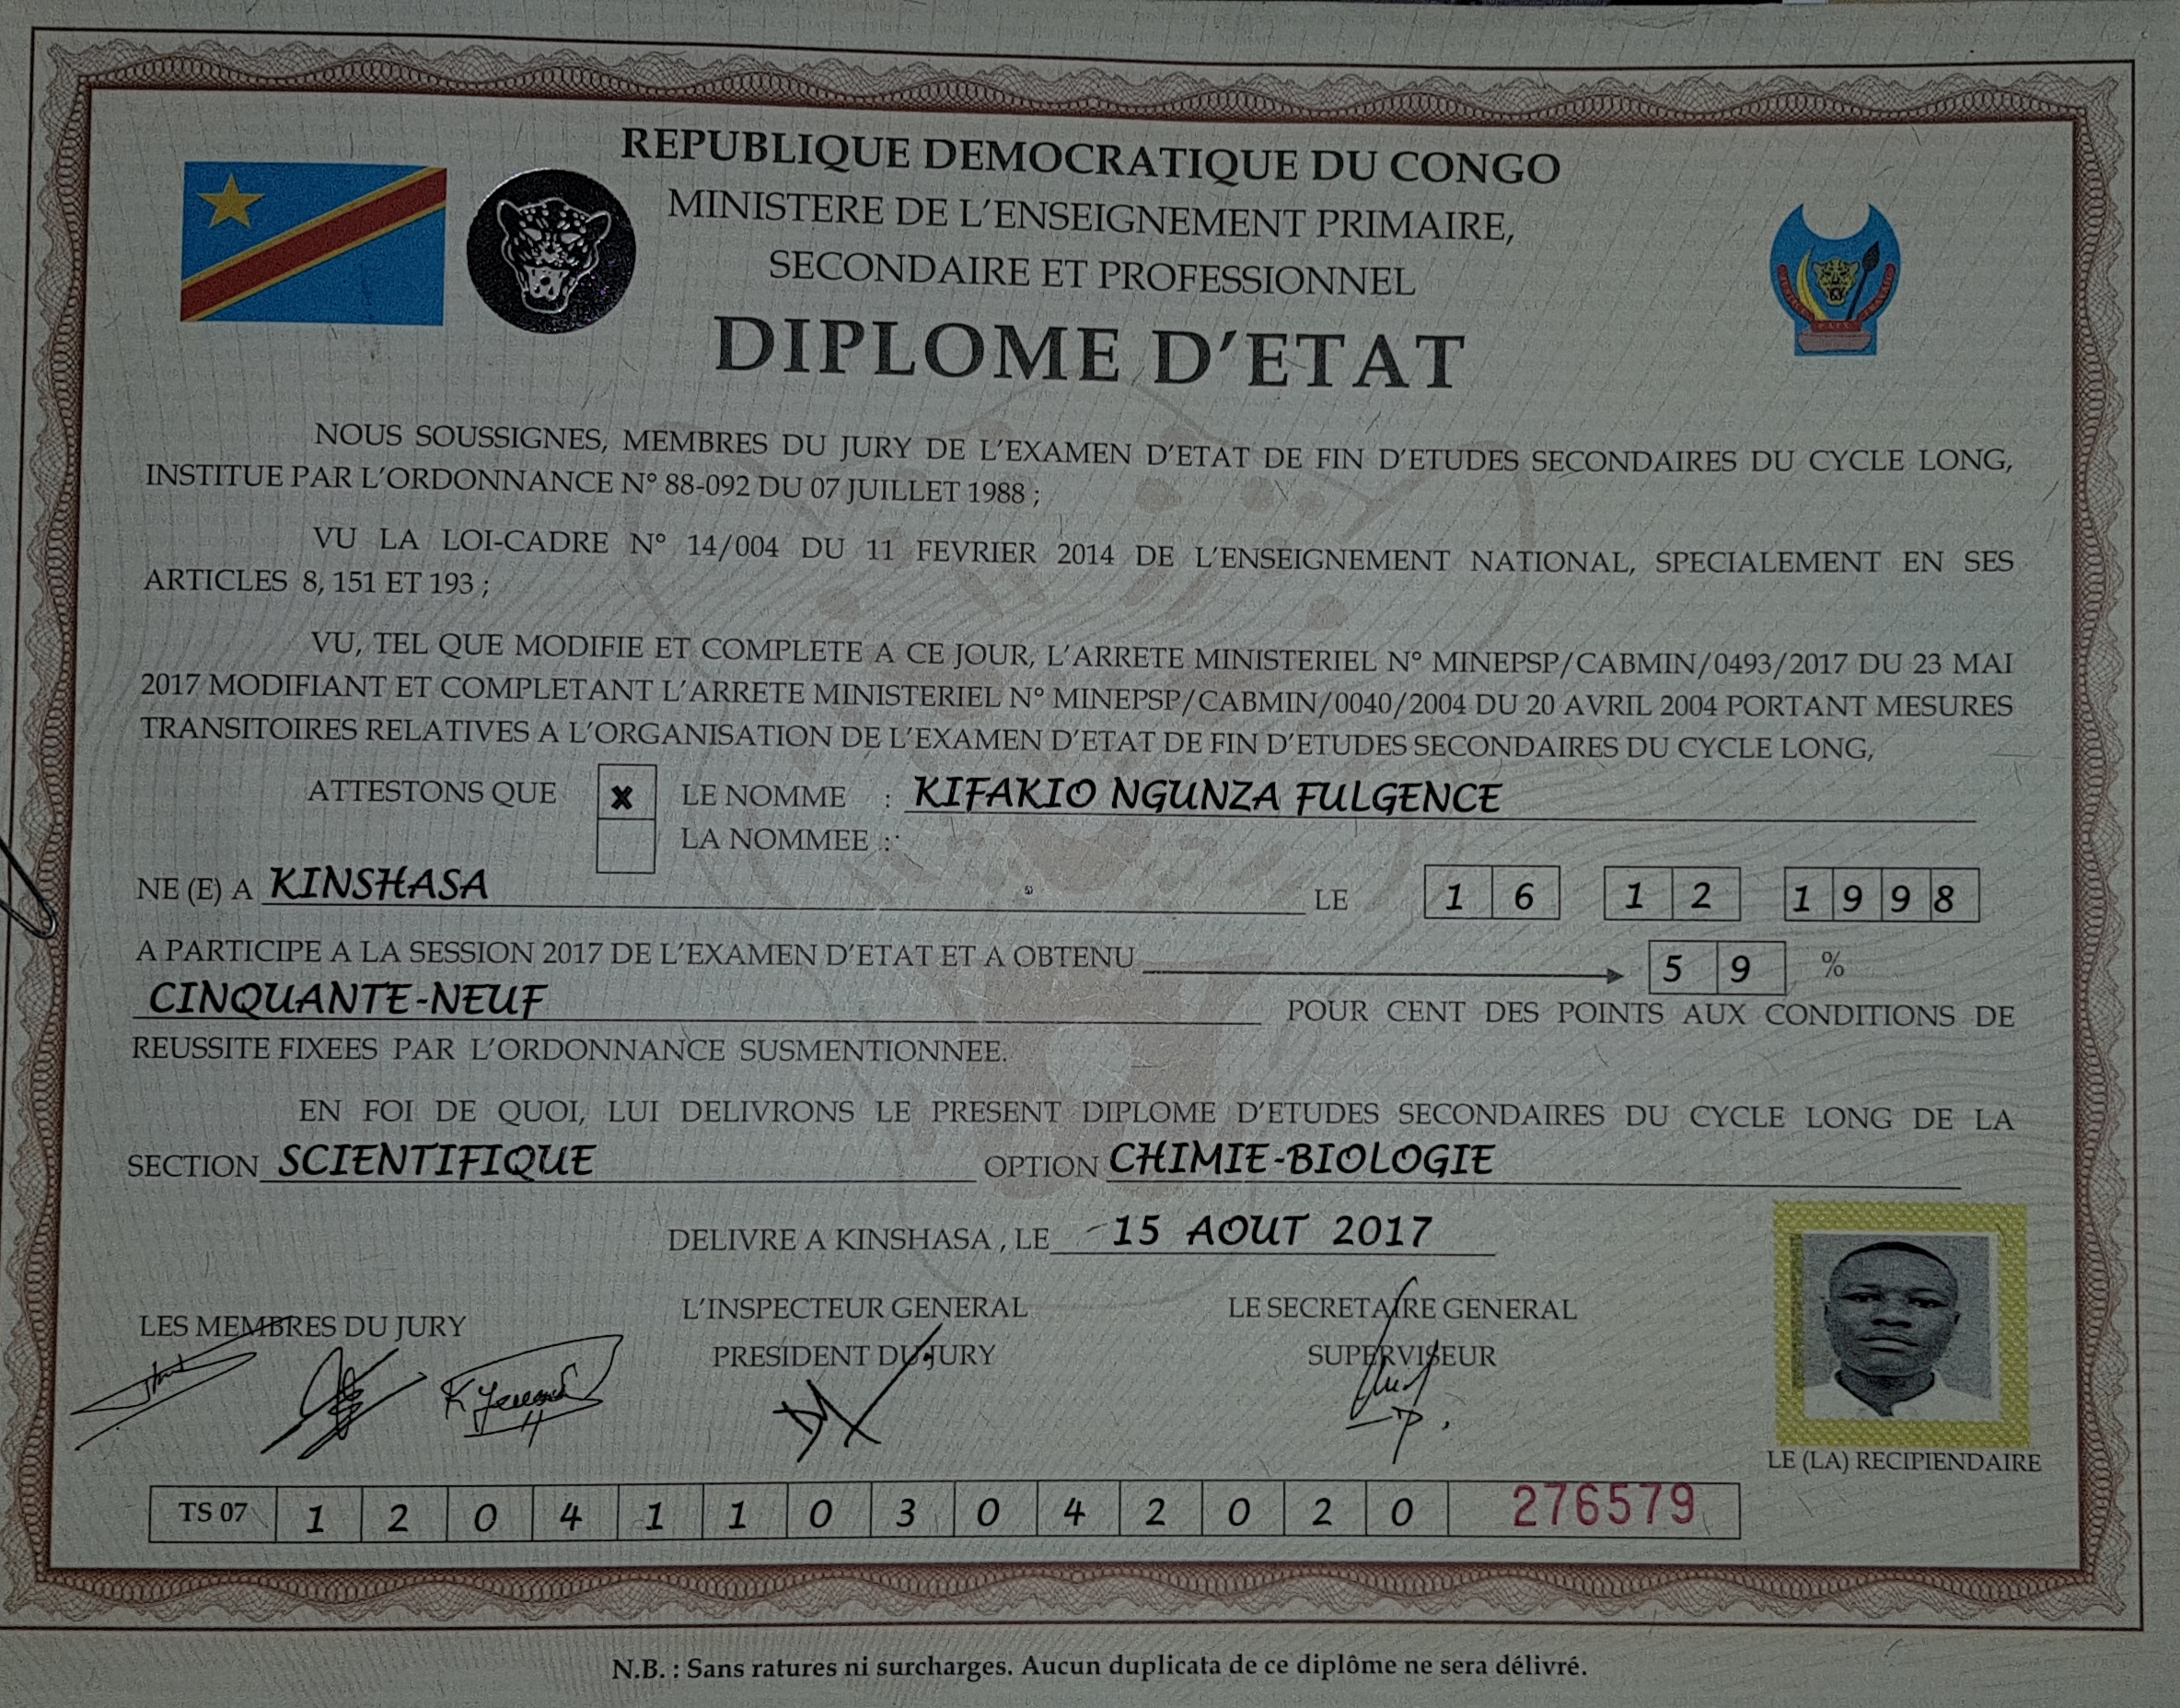 REPUBLIQUE DEMOCRATIQUE DU CONGO
MINISTERE DE L'ENSEIGNEMENT PRIMAIRE,
SECONDAIRE ET PROFESSIONNEL
DIPLOME D'ETAT
NOUS SOUSSIGNES, MEMBRES DU JURY DE L'EXAMEN D'ETAT DE FIN D'ETUDES SECONDAIRES DU CYCLE LONG,
INSTITUE PAR L'ORDONNANCE N° 88-092 DU 07 JUILLET 1988 ;
VU LA LOI-CADRE N° 14/004 DU 11 FEVRIER 2014 DE L'ENSEIGNEMENT NATIONAL, SPECIALEMENT EN SES
ARTICLES 8, 151 ET 193 ;
VU, TEL QUE MODIFIE ET COMPLETE A CE JOUR, L'ARRETE MINISTERIEL N° MINEPSP/CABMIN/0493/2017 DU 23 MAI
2017 MODIFIANT ET COMPLETANT L'ARRETE MINISTERIEL N° MINEPSP/CABMIN/0040/2004 DU 20 AVRIL 2004 PORTANT MESURES
TRANSITOIRES RELATIVES A L'ORGANISATION DE L'EXAMEN D'ETAT DE FIN D'ETUDES SECONDAIRES DU CYCLE LONG,
ATTESTONS QUE x LE NOMME : KIFAKIO NGUNZA FULGENCE
LA NOMMEE :
NE (E) A KINSHASA LE 16 12 1998
A PARTICIPE A LA SESSION 2017 DE L'EXAMEN D'ETAT ET A OBTENU 59 %
CINQUANTE-NEUF POUR CENT DES POINTS AUX CONDITIONS DE
REUSSITE FIXEES PAR L'ORDONNANCE SUSMENTIONNEE.
EN FOI DE QUOI, LUI DELIVRONS LE PRESENT DIPLOME D'ETUDES SECONDAIRES DU CYCLE LONG DE LA
SECTION SCIENTIFIQUE OPTION CHIMIE-BIOLOGIE
DELIVRE A KINSHASA , LE 15 AOUT 2017
LES MEMBRES DU JURY
L'INSPECTEUR GENERAL
PRESIDENT DU JURY
LE SECRETAIRE GENERAL
SUPERVISEUR
LE (LA) RECIPIENDAIRE
TS 07 1 2 0 4 1 1 0 3 0 4 2 0 2 0 276579
N.B. : Sans ratures ni surcharges. Aucun duplicata de ce diplôme ne sera délivré.